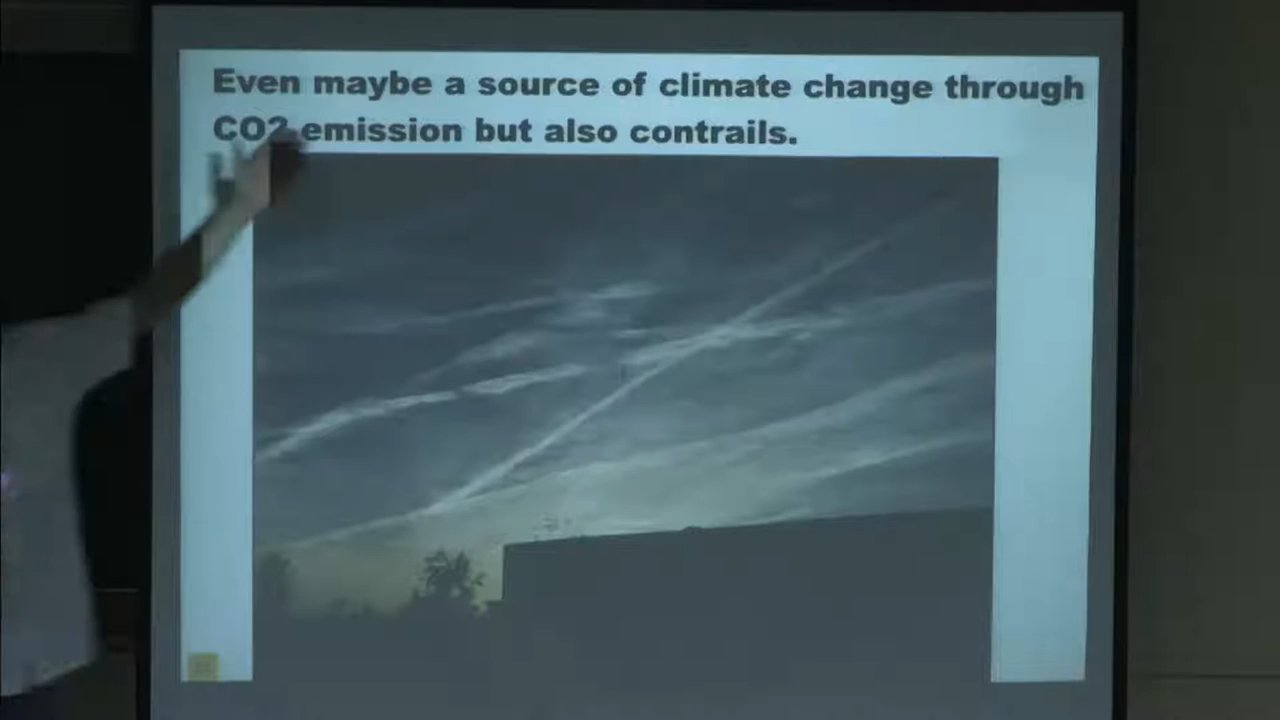 Even maybe a source of climate change through
CO2 emission but also contrails.